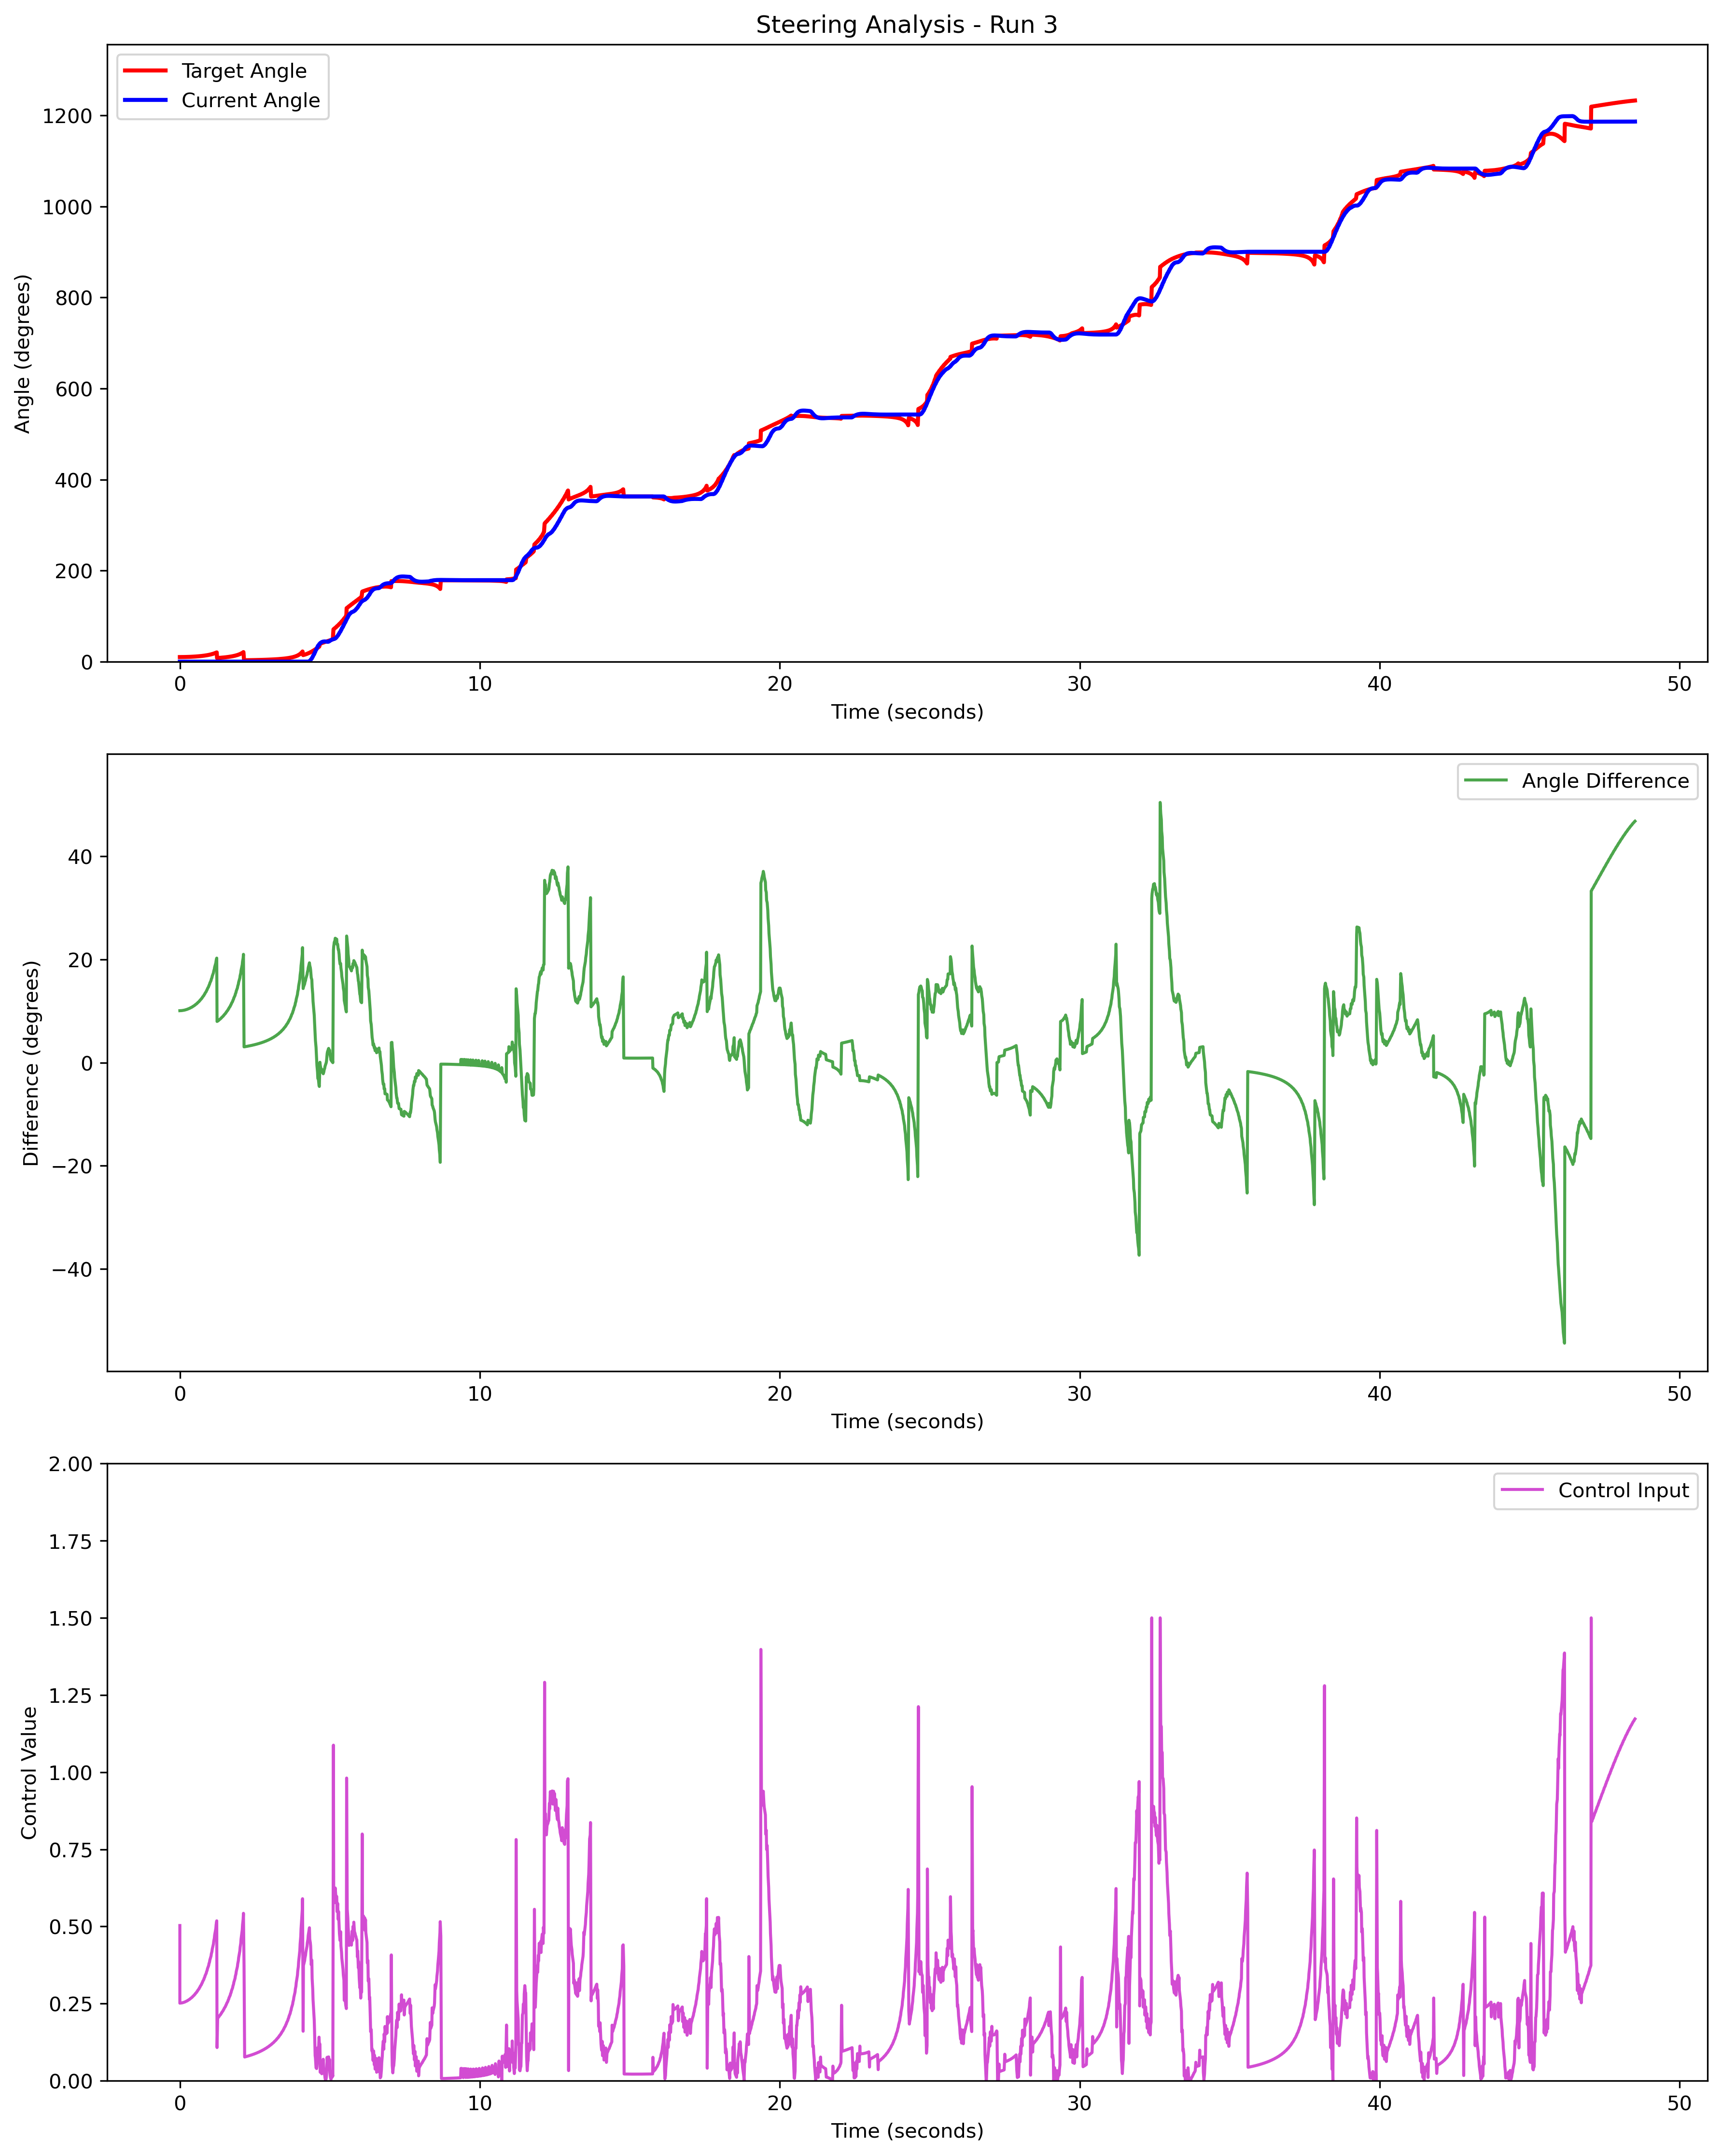 Steering Analysis - Run 3
Target Angle
Current Angle
Angle (degrees)
1200
1000
800
600
400
200
0
0 10 20 30 40 50
Time (seconds)
Angle Difference
Difference (degrees)
40
20
0
−20
−40
0 10 20 30 40 50
Time (seconds)
Control Input
Control Value
2.00
1.75
1.50
1.25
1.00
0.75
0.50
0.25
0.00
0 10 20 30 40 50
Time (seconds)